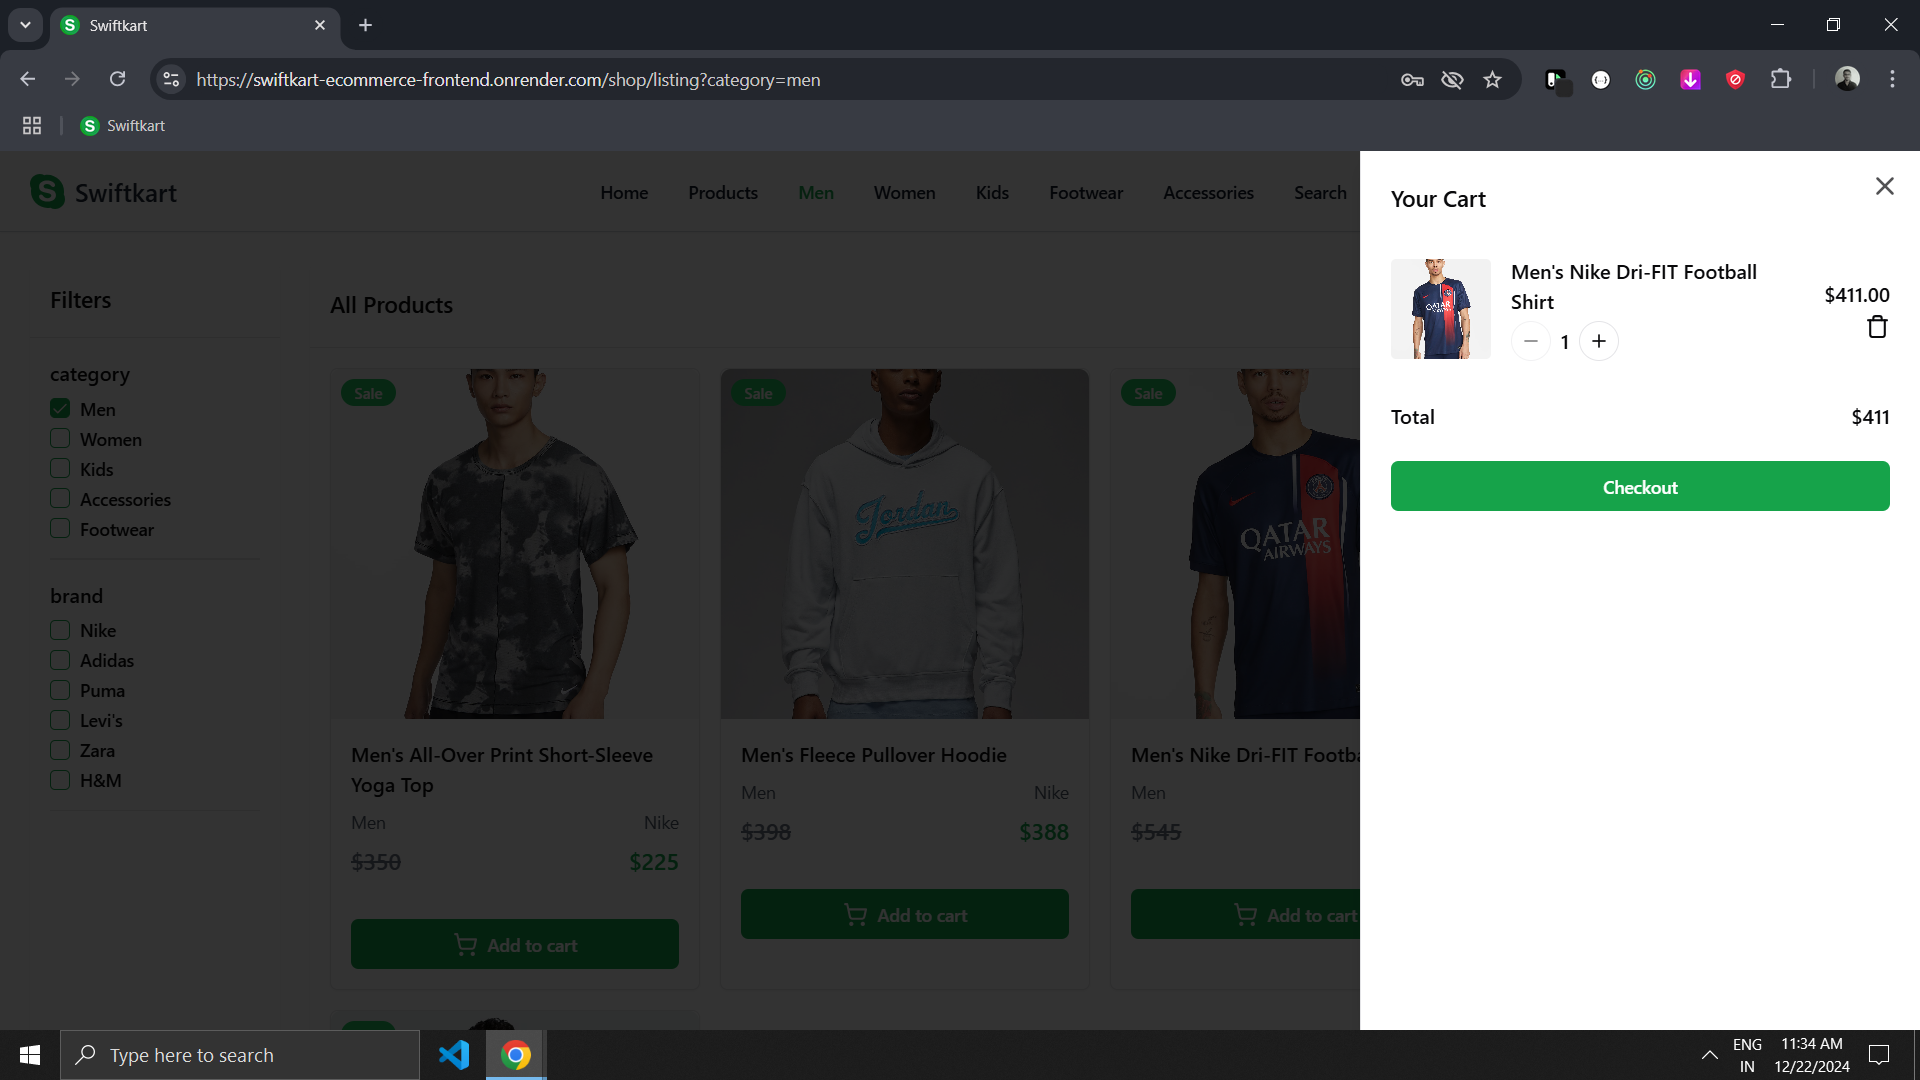 Swiftkart
https://swiftkart-ecommerce-frontend.onrender.com/shop/listing?category=men
S Swiftkart
S Swiftkart
Home
Products
Men
Women
Kids
Footwear
Accessories
Search
Filters
category
Men
Women
Kids
Accessories
Footwear
brand
Nike
Adidas
Puma
Levi's
Zara
H&M
All Products
Sale
Men's All-Over Print Short-Sleeve
Yoga Top
Men Nike
$350 $225
Add to cart
Sale
Jordan
Men's Fleece Pullover Hoodie
Men Nike
$398 $388
Add to cart
Sale
QATAR
AIRWAYS
Men's Nike Dri-FIT Footba
Men
$545
Add to cart
Your Cart
QATAR
Men's Nike Dri-FIT Football
Shirt
$411.00
1
Total $411
Checkout
Type here to search
ENG
IN
11:34 AM
12/22/2024